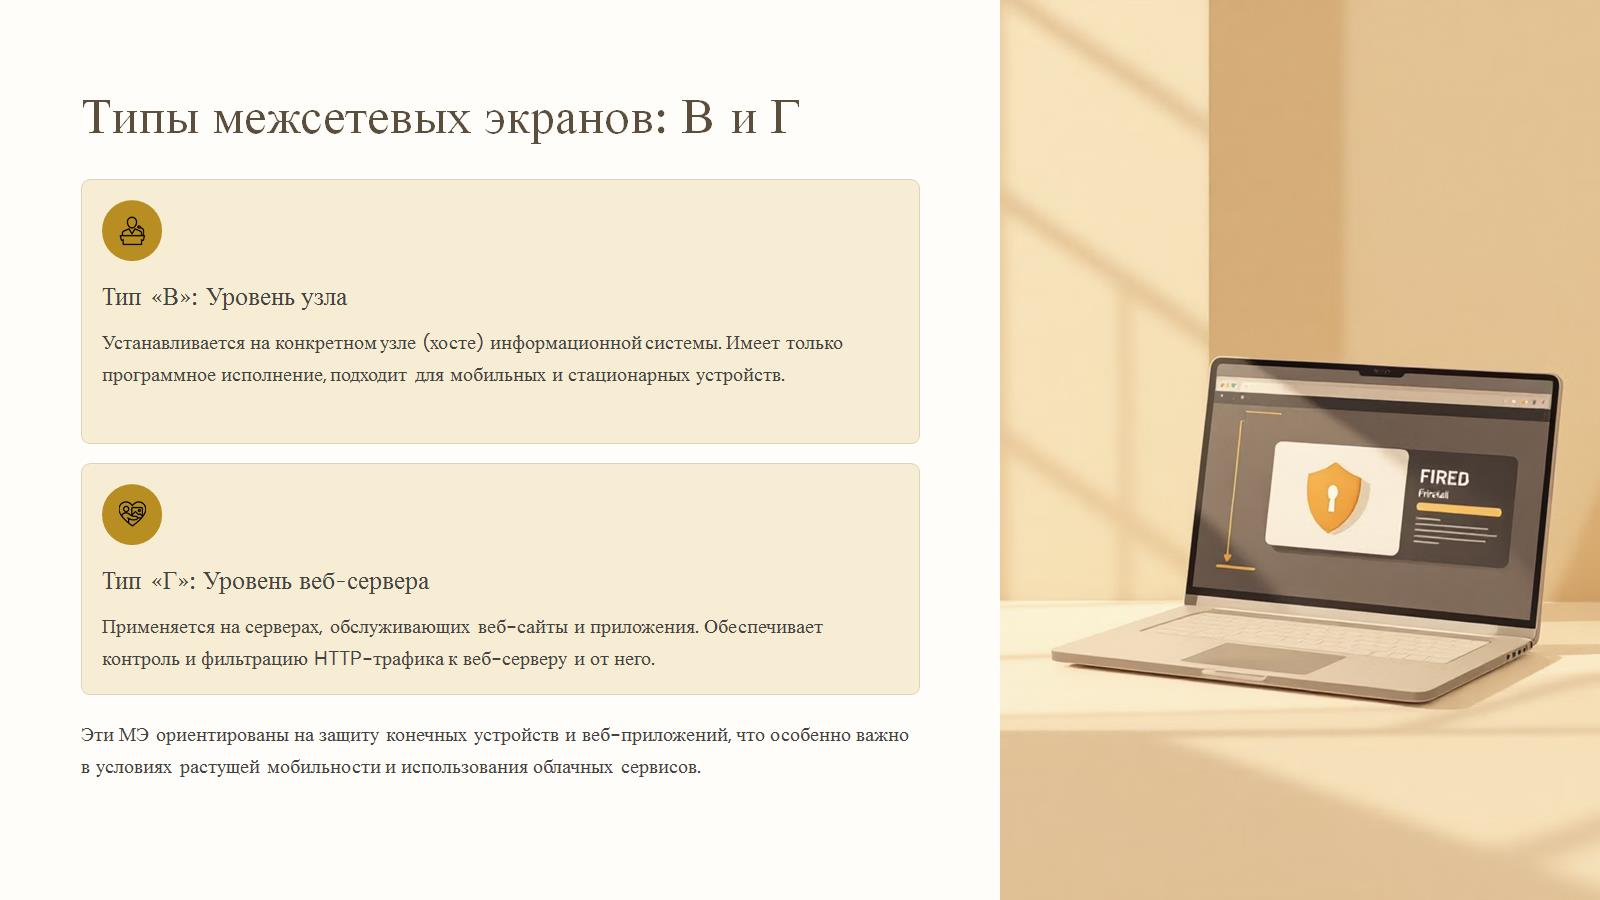 Типы межсетевых экранов: В и Г
Тип «В»: Уровень узла
Устанавливается на конкретном узле (хосте) информационной системы. Имеет только
программное исполнение, подходит для мобильных и стационарных устройств.
Тип «Г»: Уровень веб-сервера
Применяется на серверах, обслуживающих веб-сайты и приложения. Обеспечивает
контроль и фильтрацию HTTP-трафика к веб-серверу и от него.
Эти МЭ ориентированы на защиту конечных устройств и веб-приложений, что особенно важно
в условиях растущей мобильности и использования облачных сервисов.
FIRED